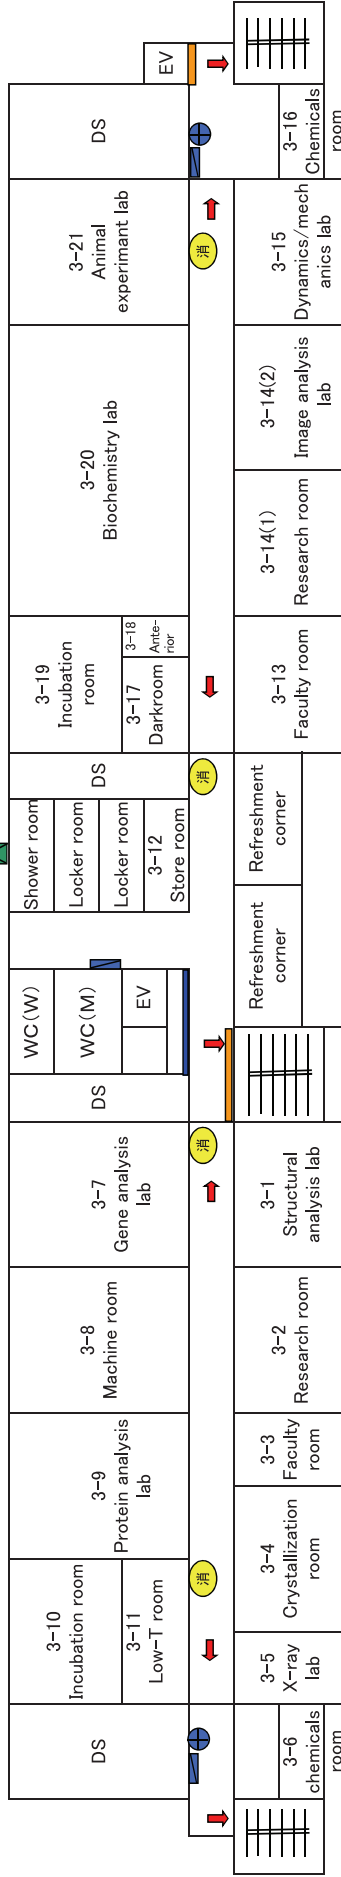 DS
3-10
Incubation room
3-11
Low-T room
3-9
Protein analysis
lab
3-8
Machine room
3-7
Gene analysis
lab
DS
WC(W)
WC(M)
EV
Shower room
Locker room
Locker room
3-12
Store room
DS
3-19
Incubation
room
3-17
Darkroom
3-18
Ante-
rior
3-20
Biochemistry lab
3-21
Animal
experimant lab
DS
EV
消
消
消
消
3-6
chemicals
room
3-5
X-ray
lab
3-4
Crystallization
room
3-3
Faculty
room
3-2
Research room
3-1
Structural
analysis lab
Refreshment
corner
Refreshment
corner
3-13
Faculty room
3-14(1)
Research room
3-14(2)
Image analysis
lab
3-15
Dynamics/mech
anics lab
3-16
Chemicals
room